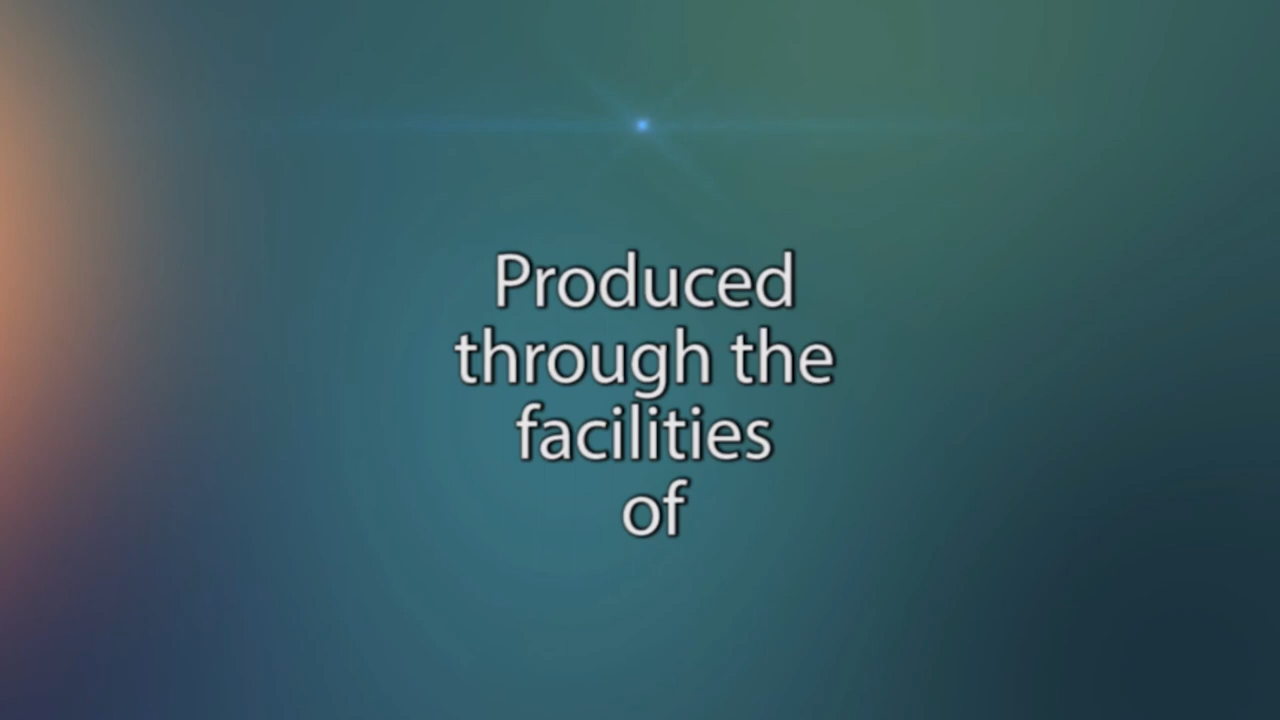 Produced
through the
facilities
of